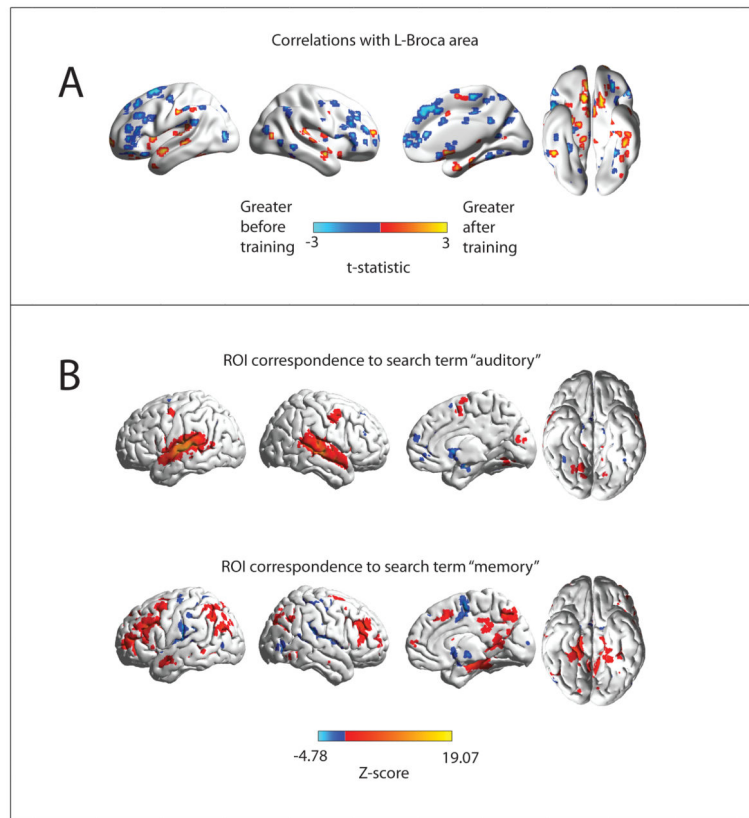 Correlations with L-Broca area
A
Greater
before
training
-3
3
Greater
after
training
t-statistic
B
ROI correspondence to search term "auditory"
ROI correspondence to search term "memory"
-4.78
19.07
Z-score